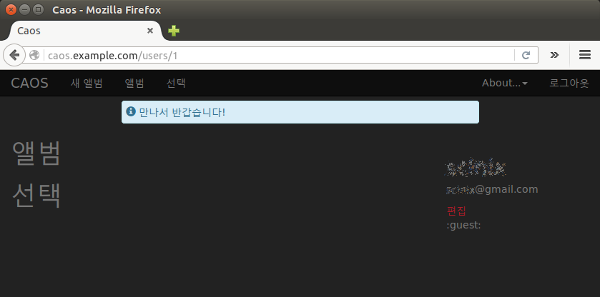 Caos - Mozilla Firefox
Caos
caos.example.com/users/1
CAOS 새 앨범 앨범 선택 About... 로그아웃
만나서 반갑습니다!
앨범
선택
@gmail.com
편집
:guest: